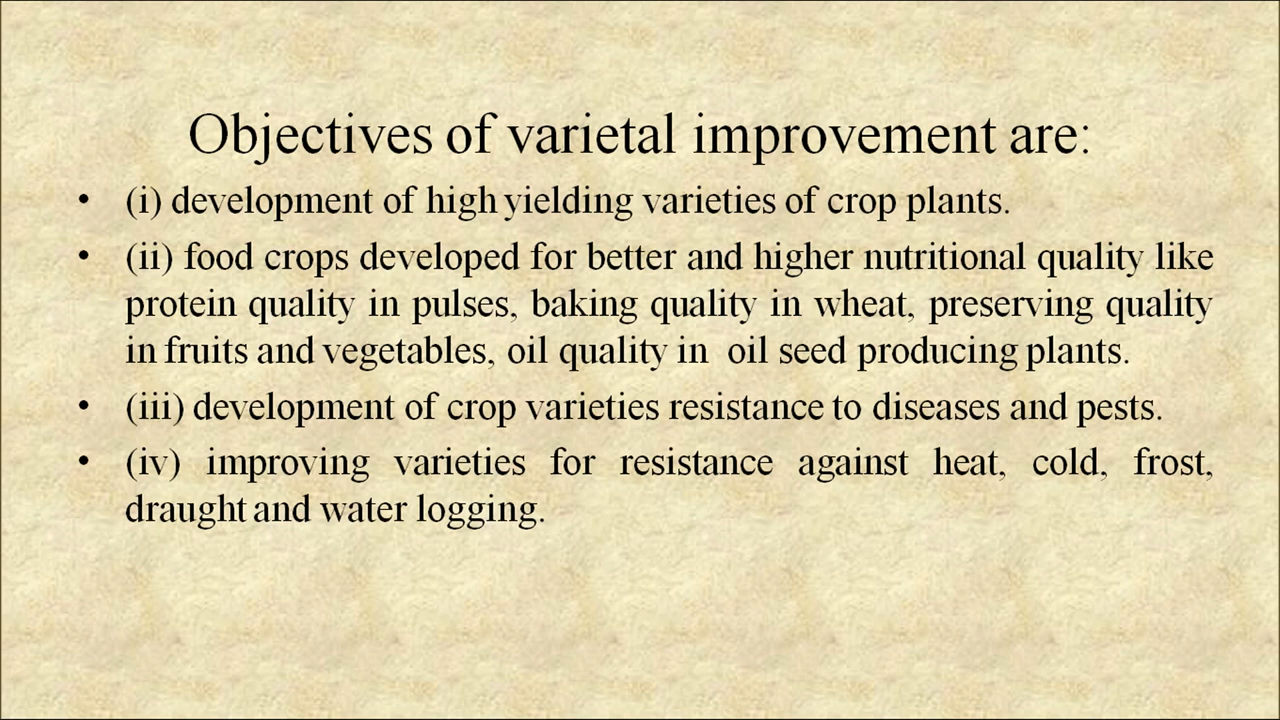 Objectives of varietal improvement are:
• (i) development of high yielding varieties of crop plants.
• (ii) food crops developed for better and higher nutritional quality like
protein quality in pulses, baking quality in wheat, preserving quality
in fruits and vegetables, oil quality in oil seed producing plants.
• (iii) development of crop varieties resistance to diseases and pests.
• (iv) improving varieties for resistance against heat, cold, frost,
draught and water logging.